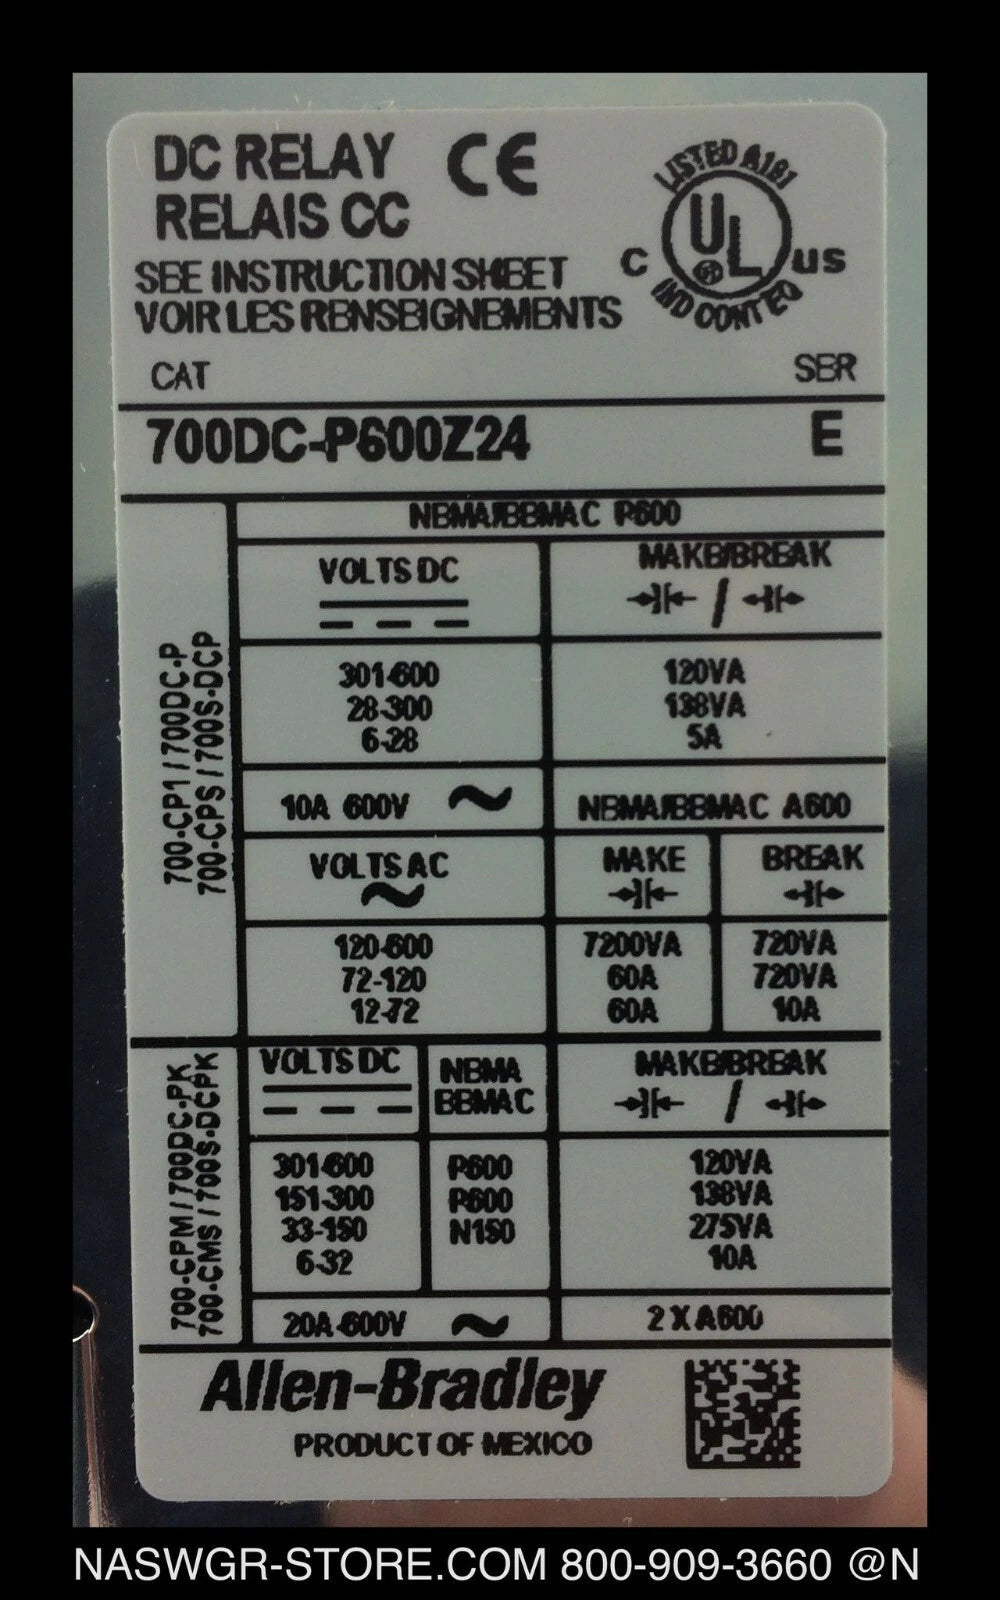 DC RELAY
RELAIS CC
CE
LISTED A181
UL
C US
IND CONT EQ
SEE INSTRUCTION SHEET
VOIR LES RENSEIGNEMENTS
CAT SER
700DC-P600Z24 E
700-CP1 / 700DC-P
700-CPS / 700S-DCP
NEMA/EEMAC P600
VOLTS DC MAKE/BREAK
/
301-600 120VA
28-300 138VA
6-28 5A
10A 600V ~ NEMA/EEMAC A600
VOLTS AC MAKE BREAK
~
120-600 7200VA 720VA
72-120 60A 720VA
12-72 60A 10A
700-CPM / 700DC-PK
700-CMS / 700S-DCPK
VOLTS DC NEMA MAKE/BREAK
EEMAC /
301-600 P600 120VA
151-300 P600 138VA
33-150 N150 275VA
6-32 10A
20A-600V ~ 2 X A600
Allen-Bradley
PRODUCT OF MEXICO
NASWGR-STORE.COM 800-909-3660 @N